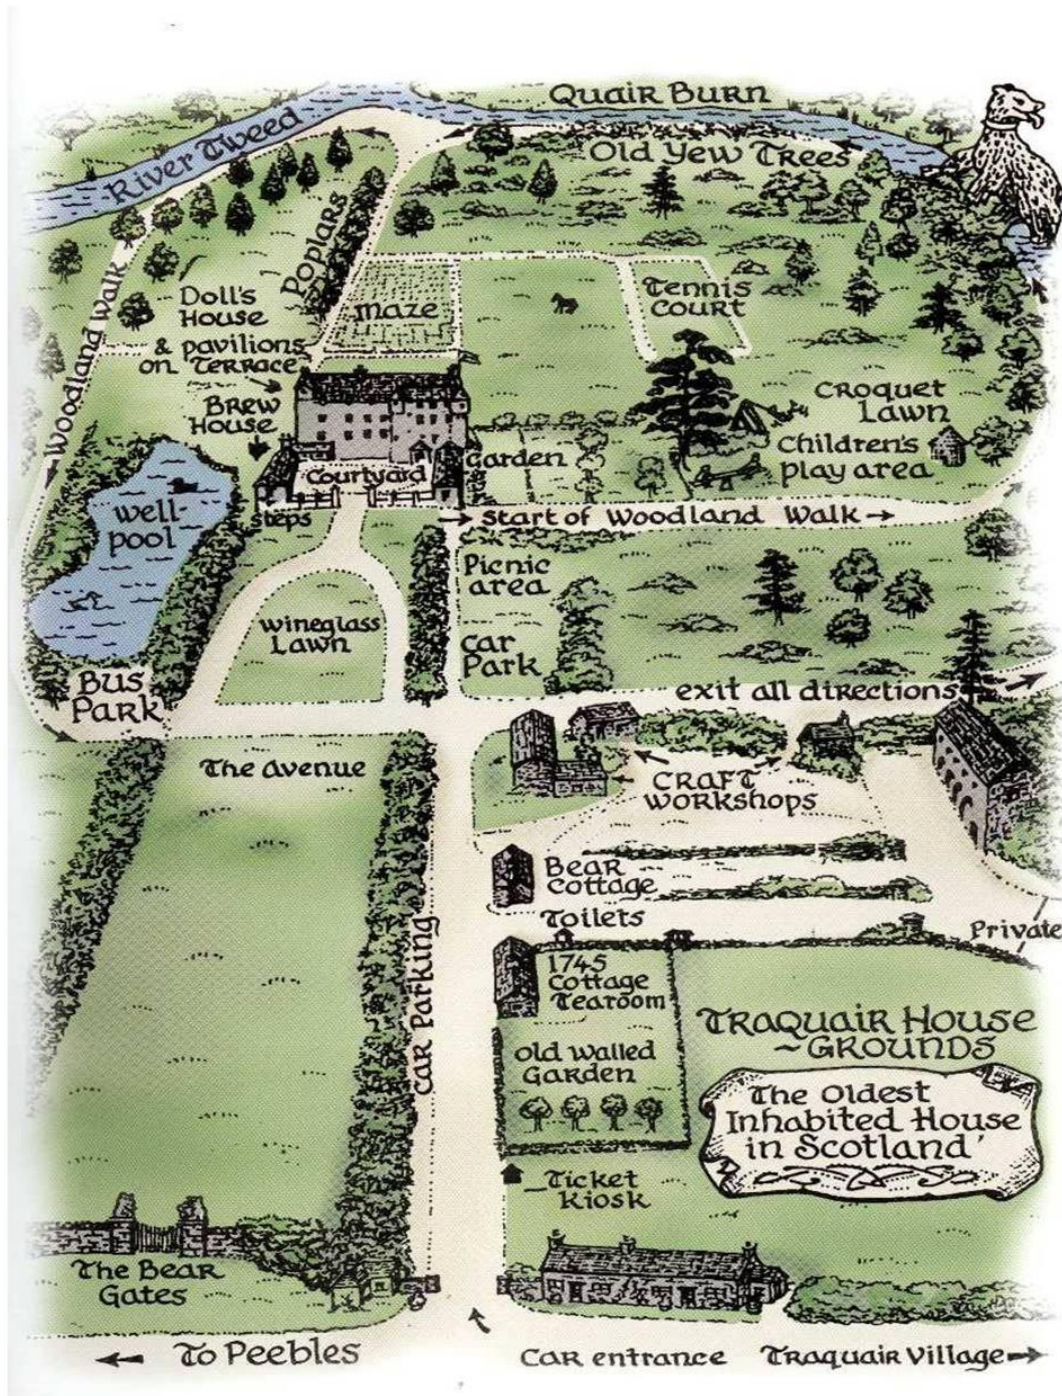 Quair Burn
River Tweed
Old Yew Trees
Poplars
Woodland Walk
Doll's
House
& pavilions
on Terrace
maze
Tennis
Court
Brew
House
Croquet
Lawn
Children's
play area
Courtyard
Garden
well-
pool
steps
start of Woodland Walk
Picnic
area
wineglass
Lawn
Car
Park
Bus
Park
exit all directions
The Avenue
Craft
Workshops
Bear
Cottage
Toilets
Private
Car Parking
1745
Cottage
Tearoom
Traquair House
~Grounds
Old Walled
Garden
'The Oldest
Inhabited House
in Scotland'
Ticket
Kiosk
The Bear
Gates
To Peebles
Car entrance
Traquair Village